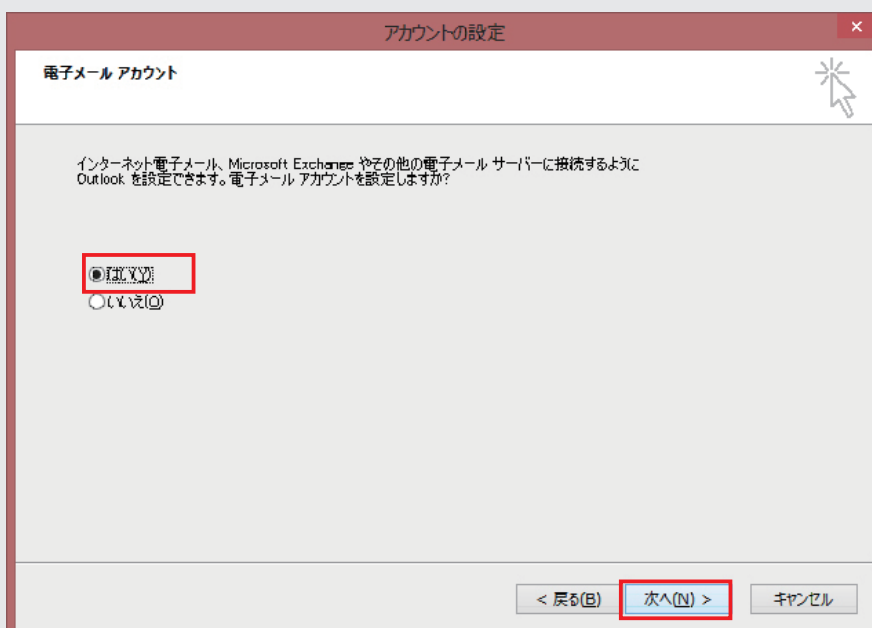 アカウントの設定
電子メール アカウント
インターネット電子メール、Microsoft Exchange やその他の電子メール サーバーに接続するように
Outlook を設定できます。電子メール アカウントを設定しますか?
はい(Y)
いいえ(O)
< 戻る(B)
次へ(N) >
キャンセル